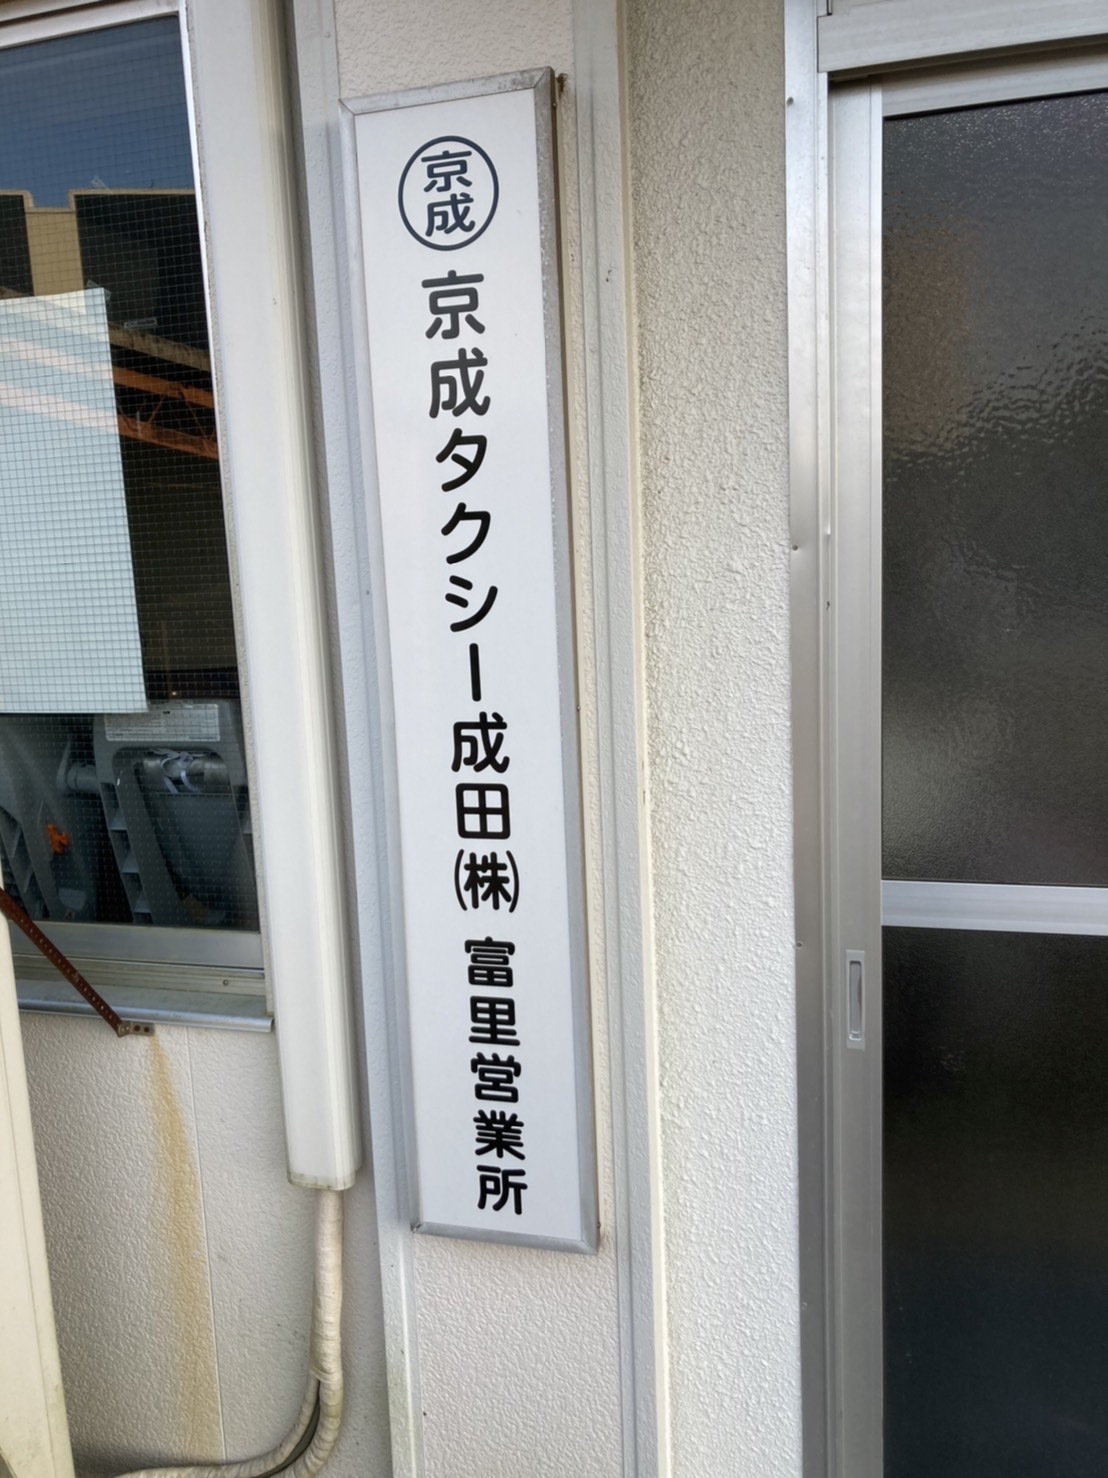 京成
京成タクシー成田㈱ 富里営業所